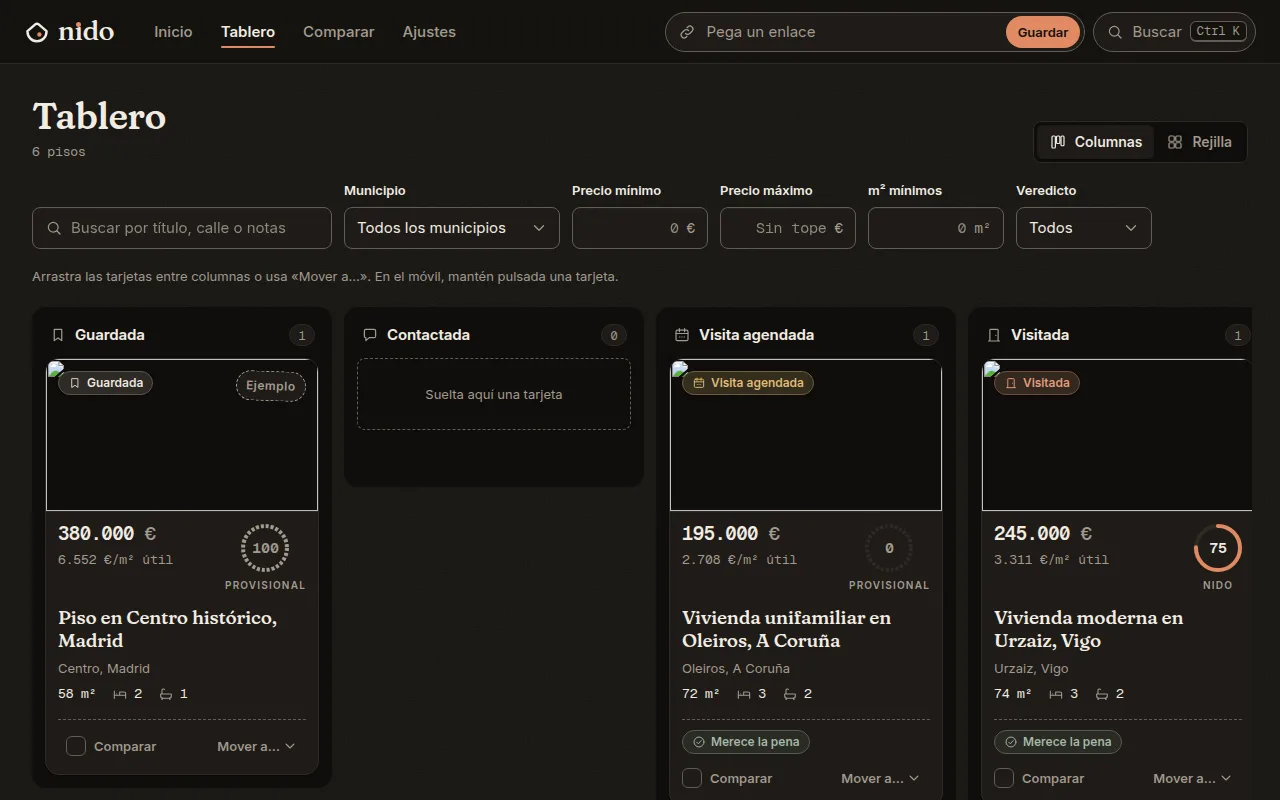 nido
Inicio
Tablero
Comparar
Ajustes
Pega un enlace
Guardar
Buscar
Ctrl K
Tablero
6 pisos
Columnas
Rejilla
Buscar por título, calle o notas
Municipio
Todos los municipios
Precio mínimo
0 €
Precio máximo
Sin tope €
m² mínimos
0 m²
Veredicto
Todos
Arrastra las tarjetas entre columnas o usa «Mover a...». En el móvil, mantén pulsada una tarjeta.
Guardada
1
Guardada
Ejemplo
380.000 €
6.552 €/m² útil
100
PROVISIONAL
Piso en Centro histórico,
Madrid
Centro, Madrid
58 m²
2
1
Comparar
Mover a...
Contactada
0
Suelta aquí una tarjeta
Visita agendada
1
Visita agendada
195.000 €
2.708 €/m² útil
0
PROVISIONAL
Vivienda unifamiliar en
Oleiros, A Coruña
Oleiros, A Coruña
72 m²
3
2
Merece la pena
Comparar
Mover a...
Visitada
1
Visitada
245.000 €
3.311 €/m² útil
75
NIDO
Vivienda moderna en
Urzaiz, Vigo
Urzaiz, Vigo
74 m²
3
2
Merece la pena
Comparar
Mover a...